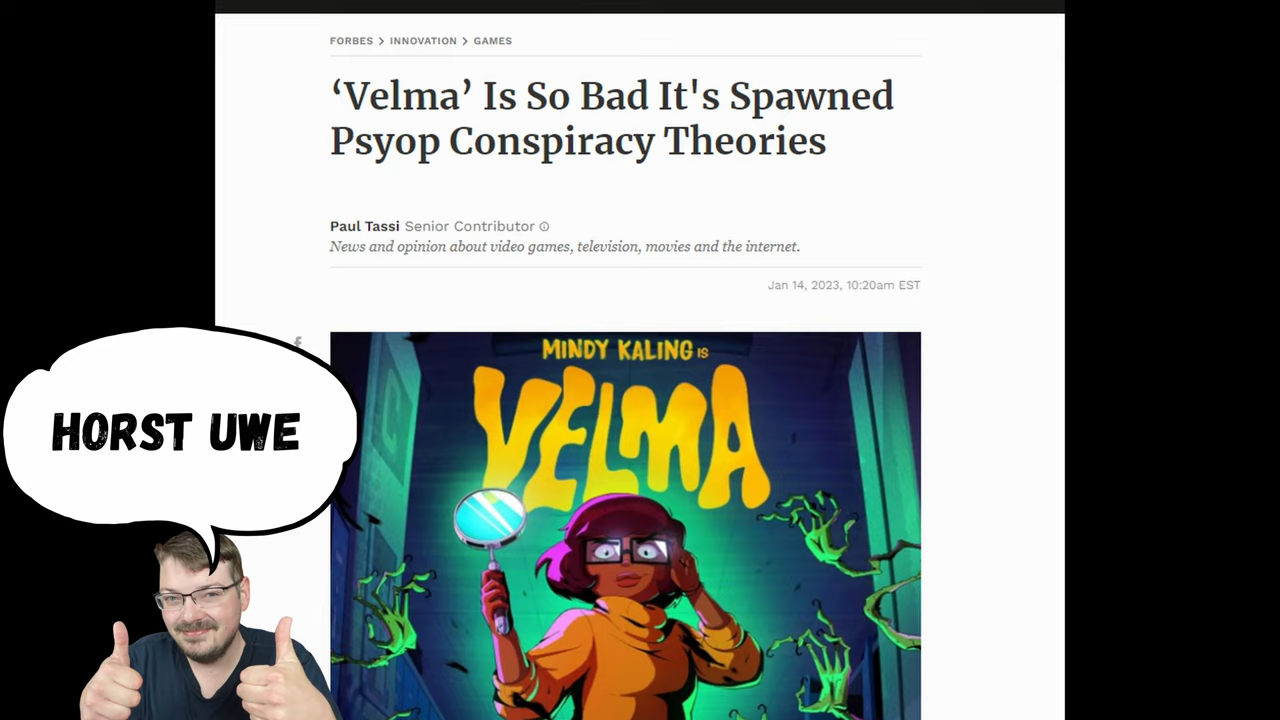 FORBES > INNOVATION > GAMES
‘Velma’ Is So Bad It's Spawned
Psyop Conspiracy Theories
Paul Tassi Senior Contributor
News and opinion about video games, television, movies and the internet.
Jan 14, 2023, 10:20am EST
f
MINDY KALING IS
VELMA
HORST UWE